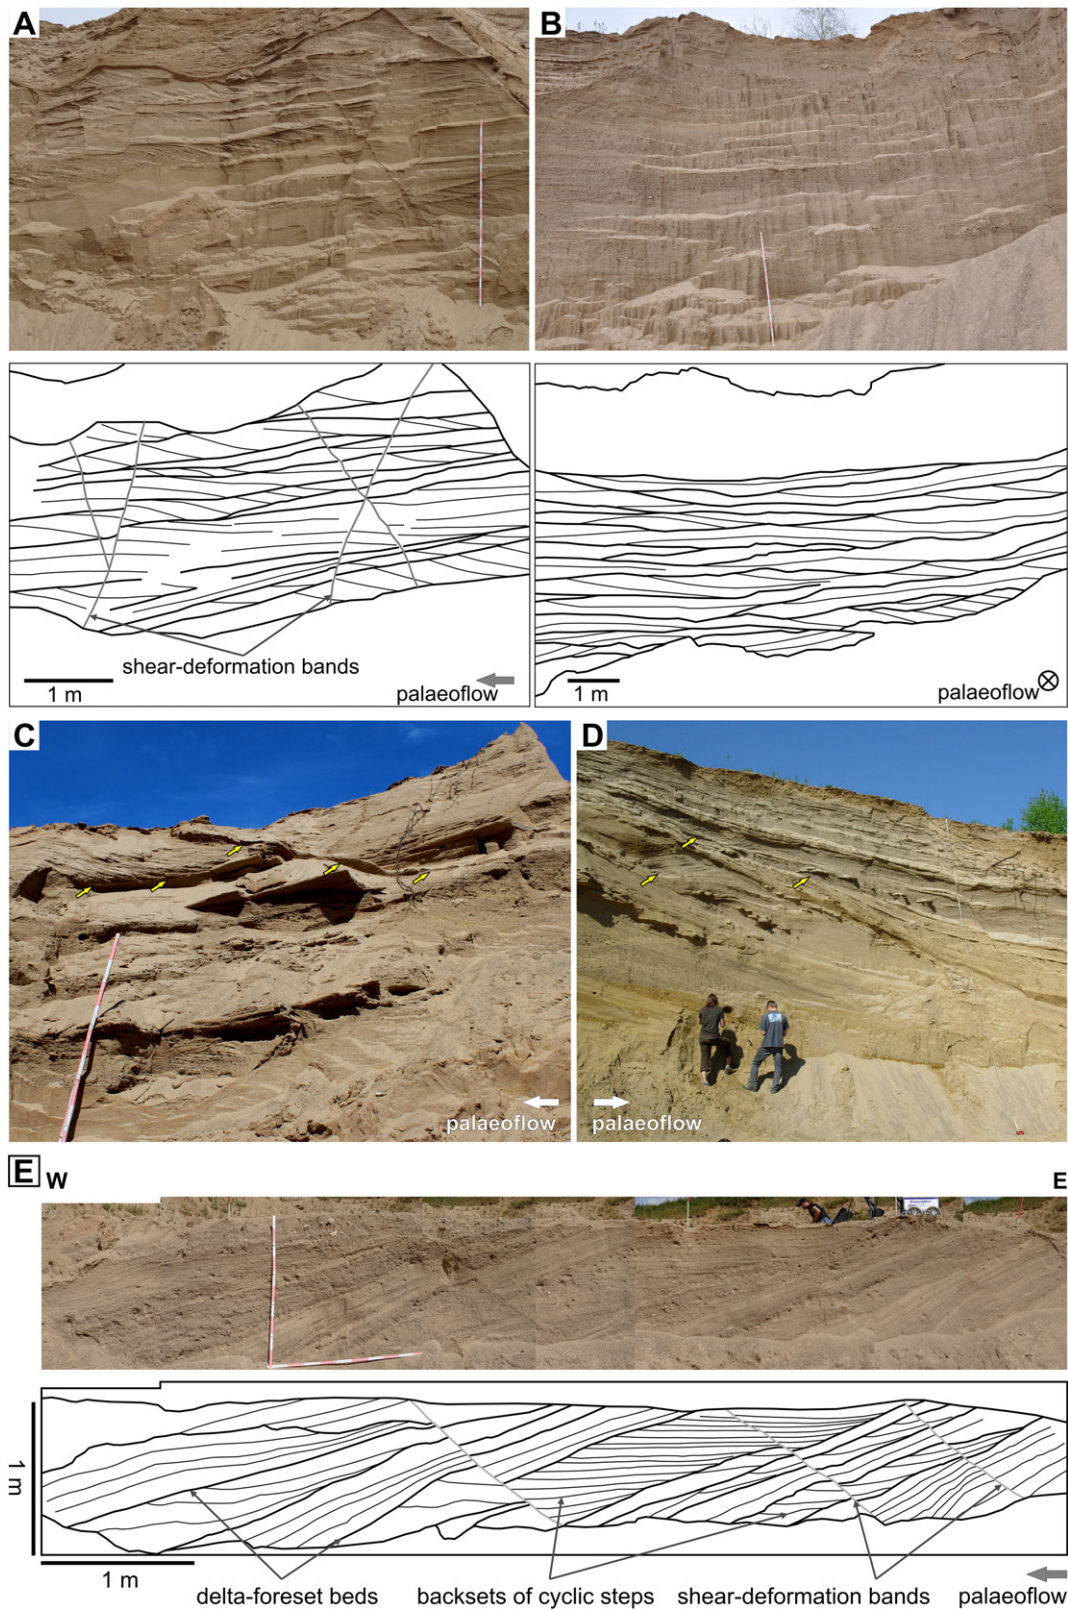 A
B
shear-deformation bands
1 m
palaeoflow
1 m
palaeoflow
C
D
palaeoflow
palaeoflow
E
W
E
1 m
1 m
delta-foreset beds
backsets of cyclic steps
shear-deformation bands
palaeoflow